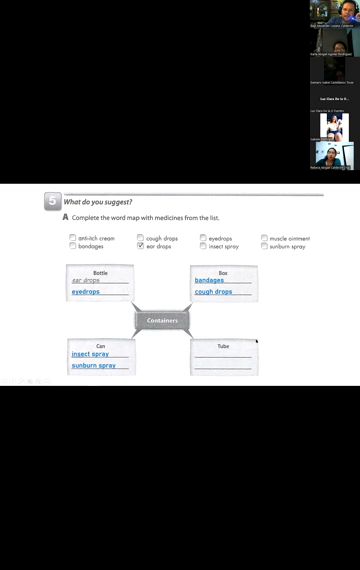 5 What do you suggest?
A Complete the word map with medicines from the list.
anti-itch cream cough drops eyedrops muscle ointment
bandages ear drops insect spray sunburn spray
Bottle
ear drops
eyedrops
Box
bandages
cough drops
Containers
Can
insect spray
sunburn spray
Tube